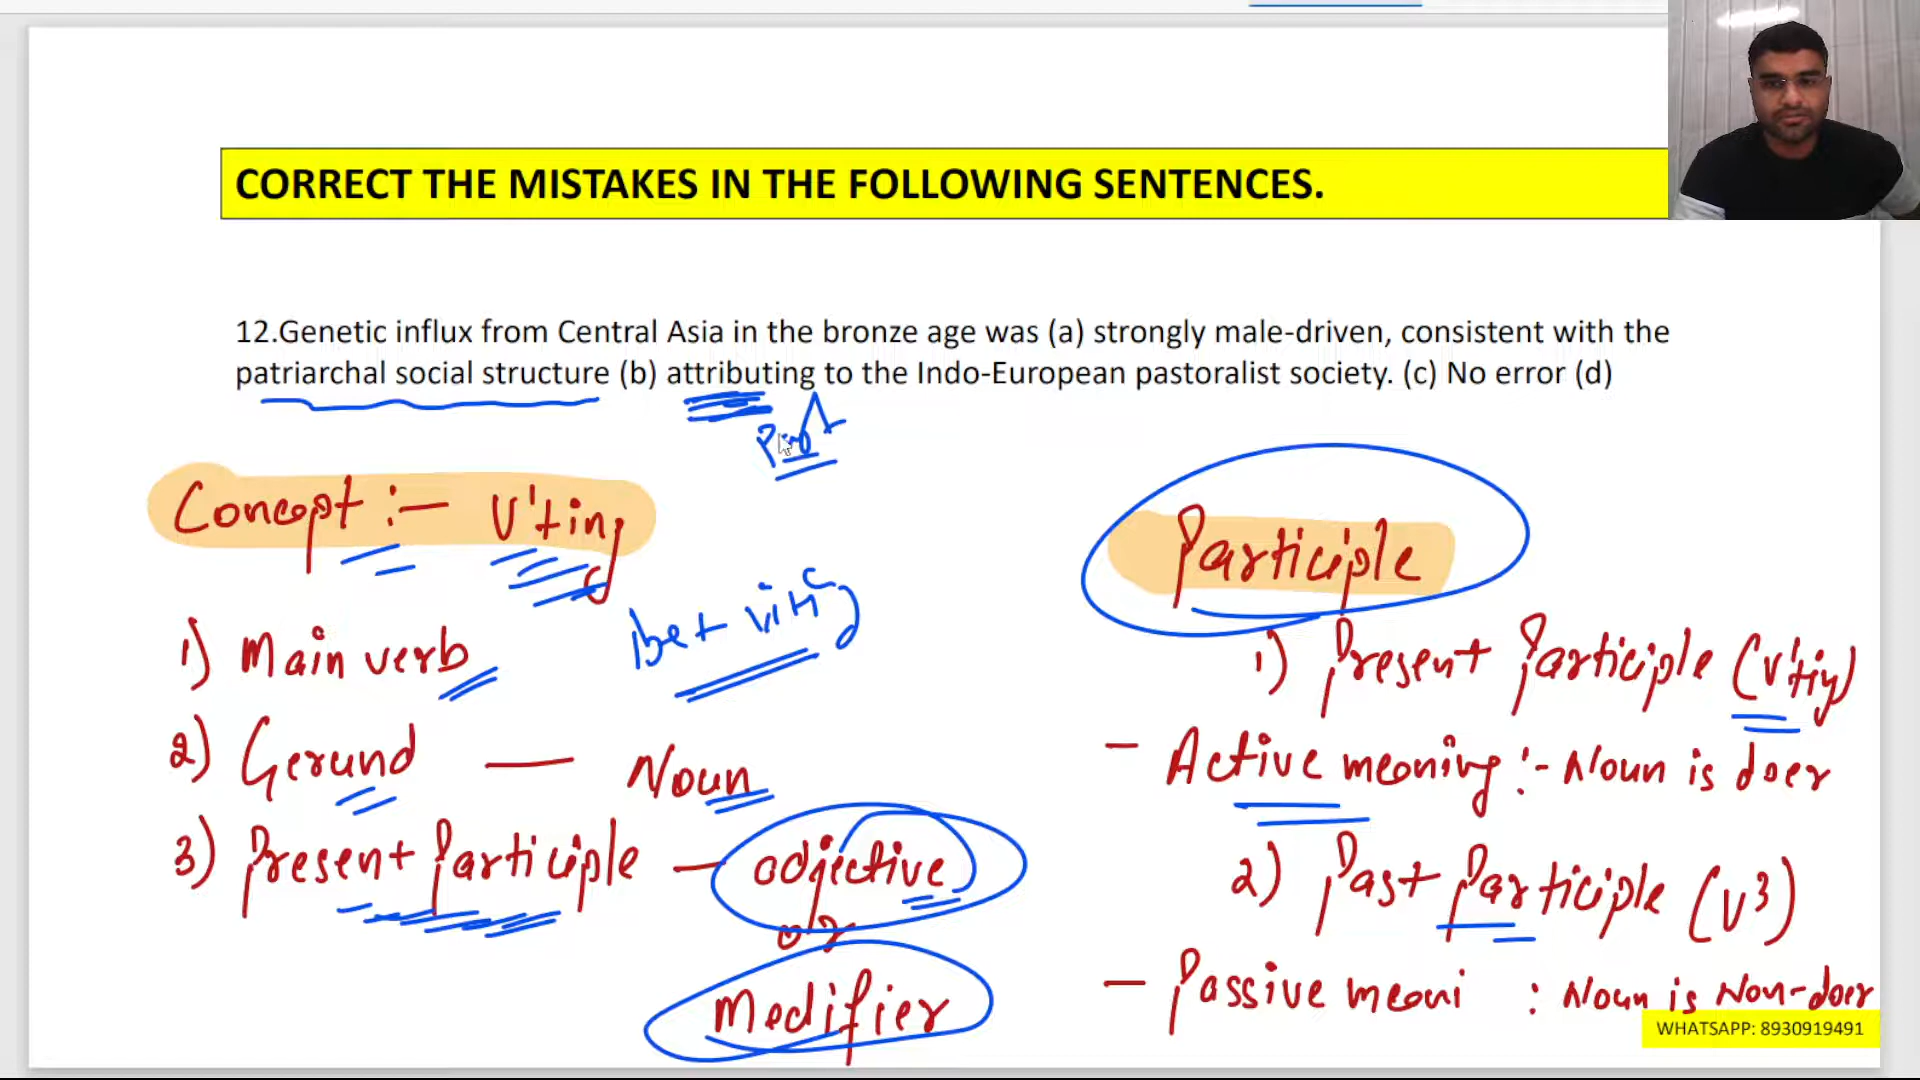 CORRECT THE MISTAKES IN THE FOLLOWING SENTENCES.
12.Genetic influx from Central Asia in the bronze age was (a) strongly male-driven, consistent with the
patriarchal social structure (b) attributing to the Indo-European pastoralist society. (c) No error (d)
Concept :- V'ting
Participle
be + ving
1) Main verb
1) Present Participle (V'ting)
2) Gerund — Noun
- Active meaning :- Noun is doer
3) Present Participle - adjective
or
Modifier
2) Past Participle (V3)
- Passive meani : Noun is Non-doer
WHATSAPP: 8930919491